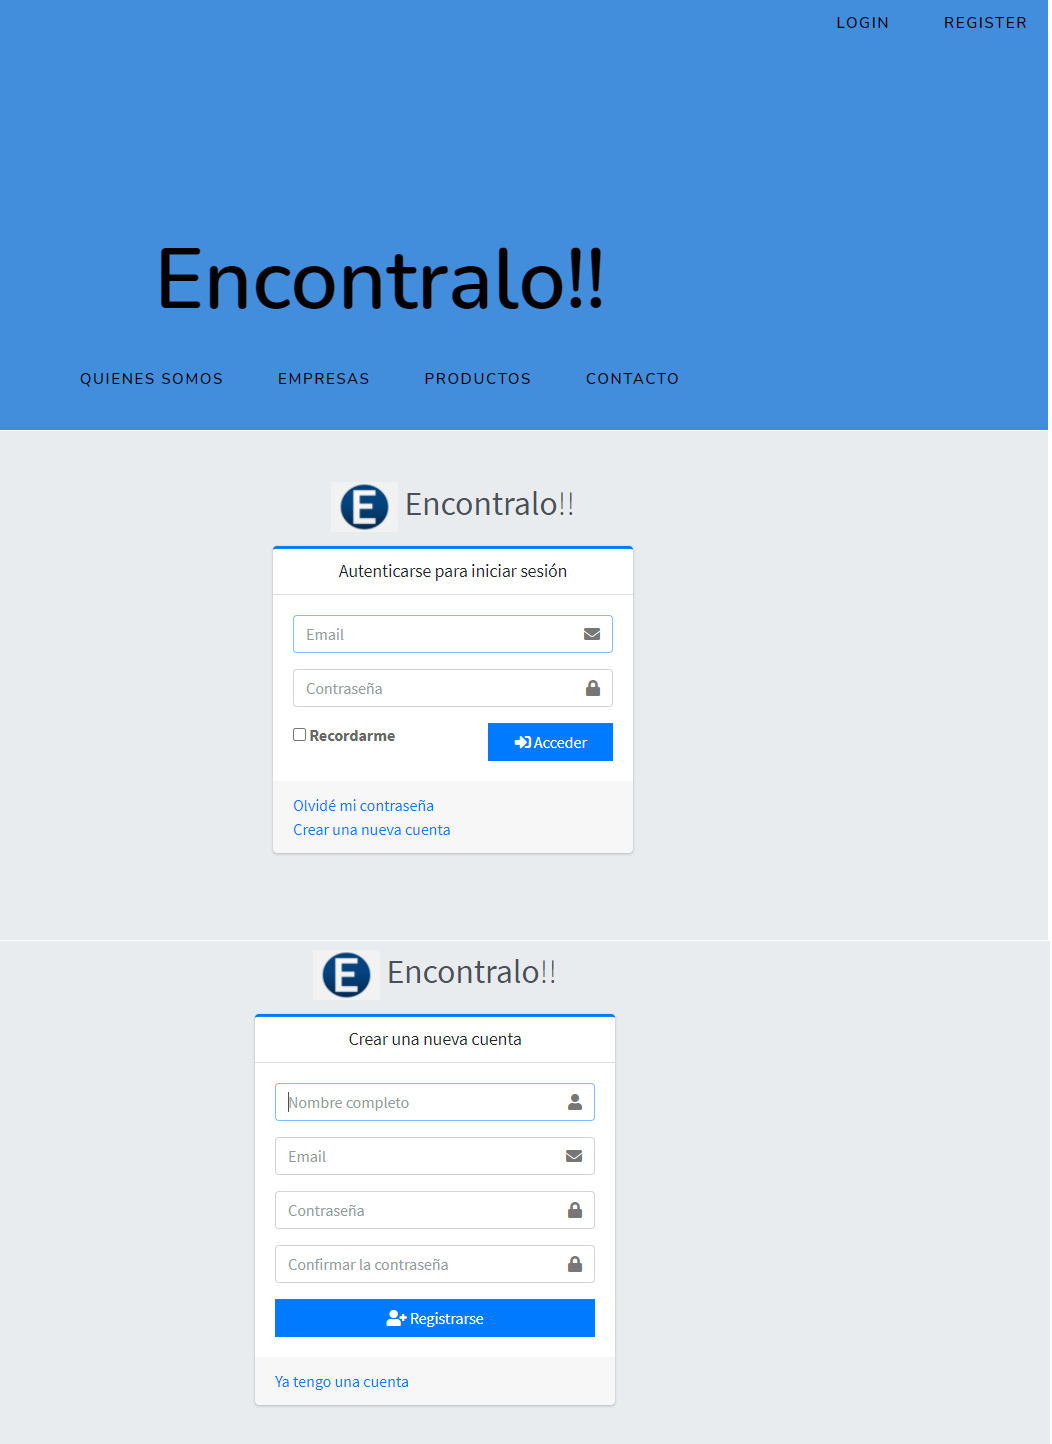 LOGIN REGISTER
Encontralo!!
QUIENES SOMOS EMPRESAS PRODUCTOS CONTACTO
E Encontralo!!
Autenticarse para iniciar sesión
Email
Contraseña
Recordarme Acceder
Olvidé mi contraseña
Crear una nueva cuenta
E Encontralo!!
Crear una nueva cuenta
Nombre completo
Email
Contraseña
Confirmar la contraseña
Registrarse
Ya tengo una cuenta